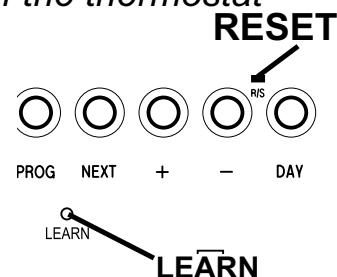 the thermostat
RESET
R/S
PROG NEXT + − DAY
LEARN
LEARN